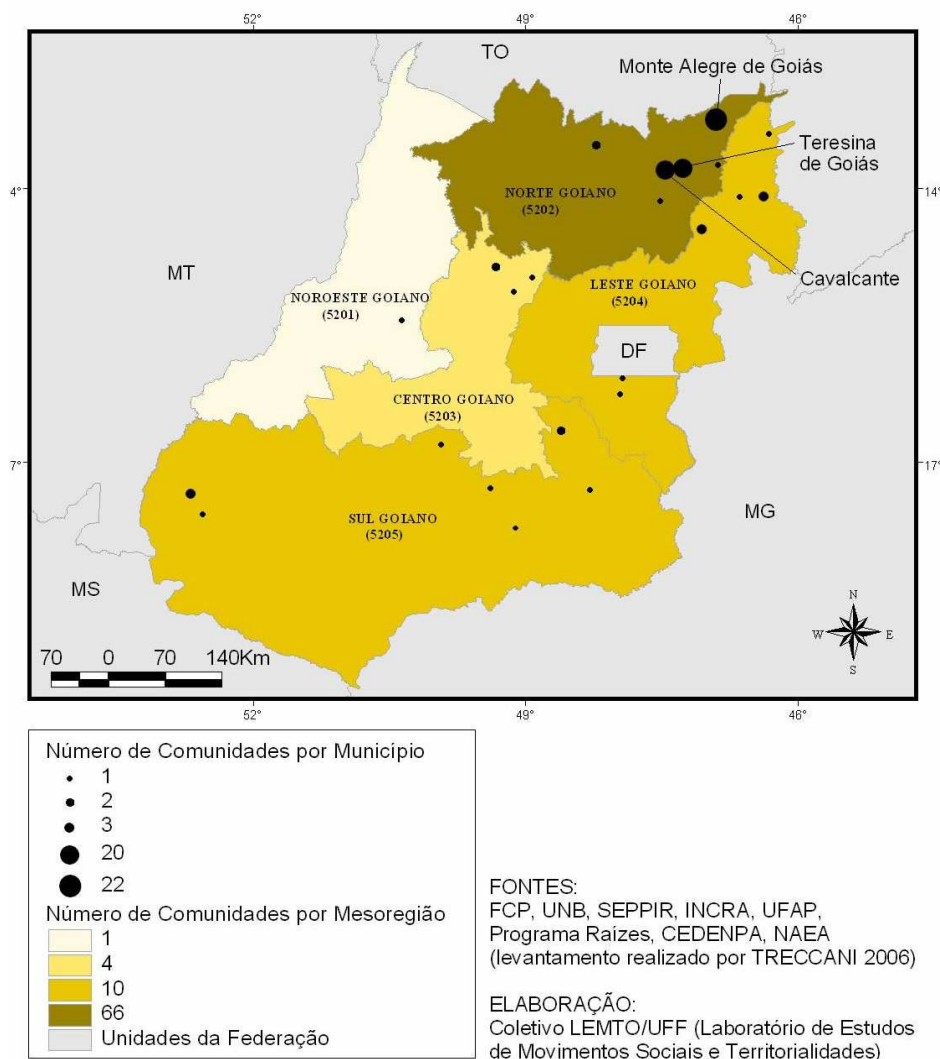 52°
49°
46°
TO
Monte Alegre de Goiás
Teresina
de Goiás
4°
14°
NORTE GOIANO
(5202)
MT
Cavalcante
NOROESTE GOIANO
(5201)
LESTE GOIANO
(5204)
DF
CENTRO GOIANO
(5203)
7°
17°
SUL GOIANO
(5205)
MG
MS
N
W
E
S
70 0 70 140Km
52°
49°
46°
Número de Comunidades por Município
1
2
3
20
22
Número de Comunidades por Mesoregião
1
4
10
66
Unidades da Federação
FONTES:
FCP, UNB, SEPPIR, INCRA, UFAP,
Programa Raízes, CEDENPA, NAEA
(levantamento realizado por TRECCANI 2006)
ELABORAÇÃO:
Coletivo LEMTO/UFF (Laboratório de Estudos
de Movimentos Sociais e Territorialidades)